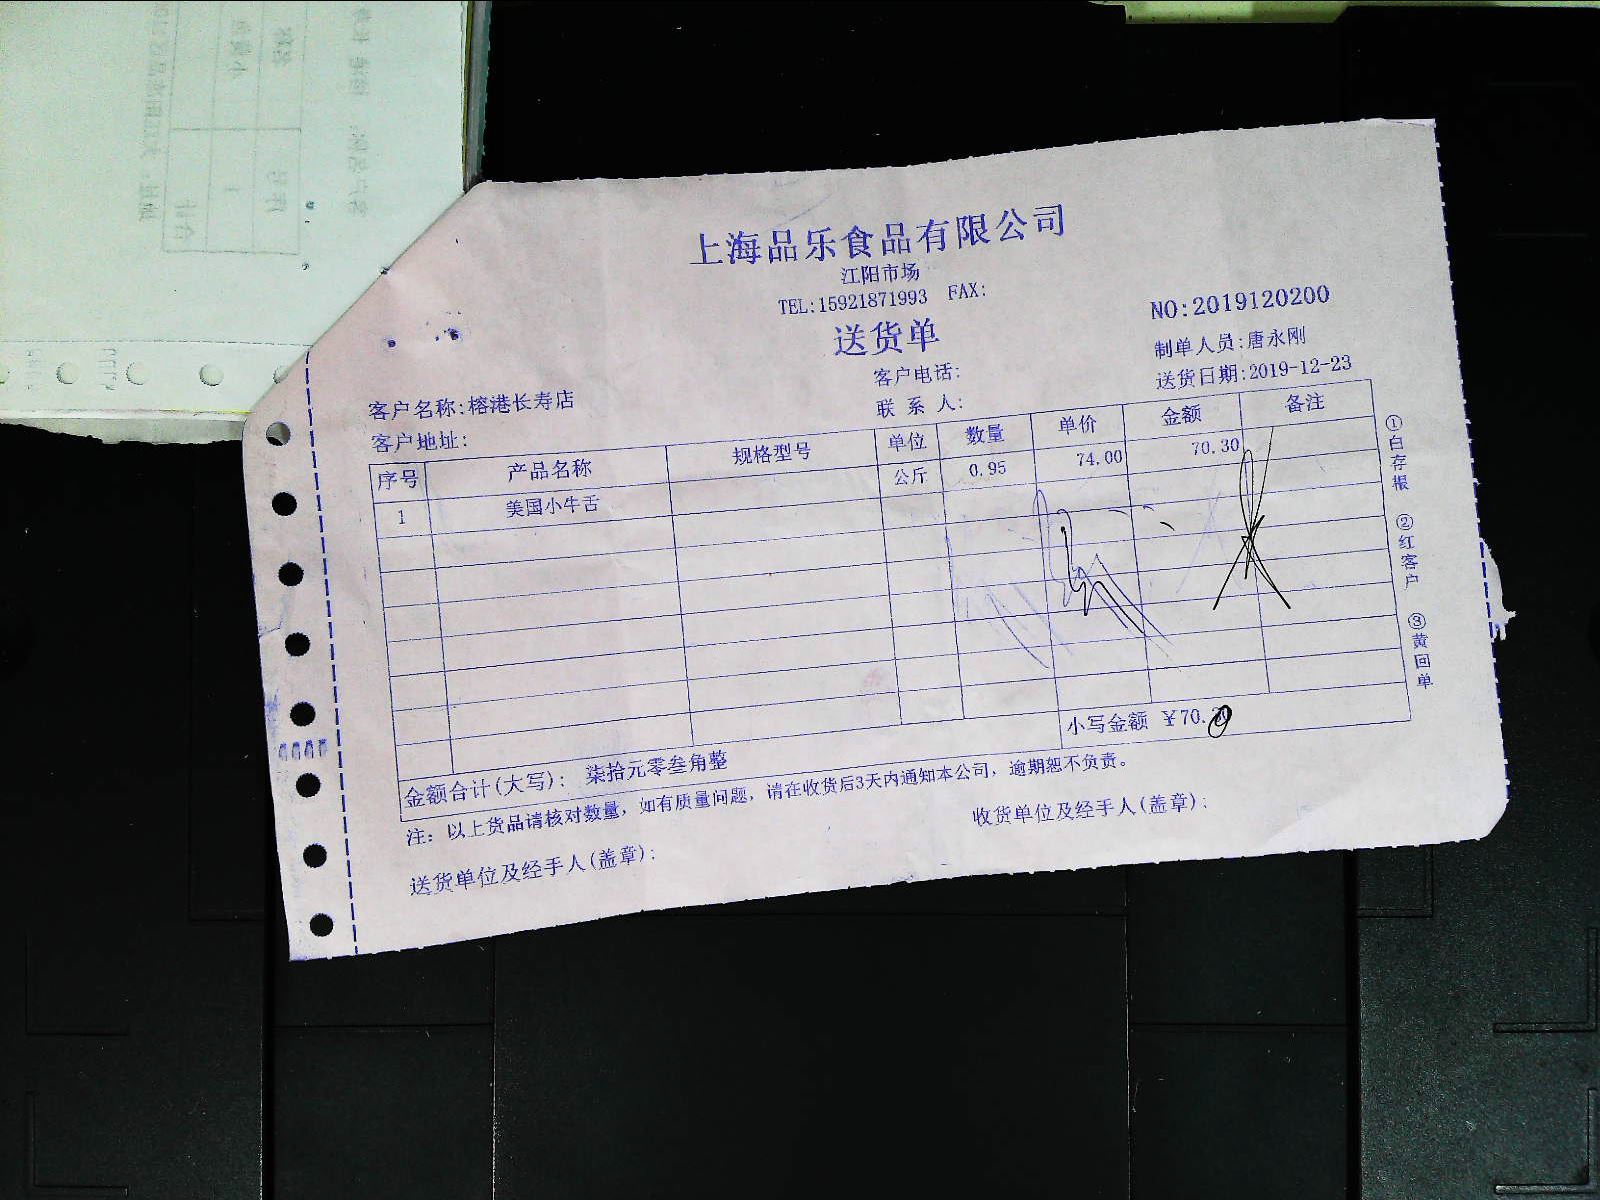 上海品乐食品有限公司
江阳市场
TEL:15921871993 FAX:
送货单
NO:2019120200
制单人员:唐永刚
送货日期:2019-12-23
客户电话:
联 系 人:
客户名称:榕港长寿店
客户地址:
序号 产品名称 规格型号 单位 数量 单价 金额 备注
1 美国小牛舌 公斤 0.95 74.00 70.30
金额合计(大写): 柒拾元零叁角整 小写金额 ¥70.
注: 以上货品请核对数量, 如有质量问题, 请在收货后3天内通知本公司, 逾期恕不负责。
送货单位及经手人(盖章): 收货单位及经手人(盖章):
①白存根 ②红客户 ③黄回单